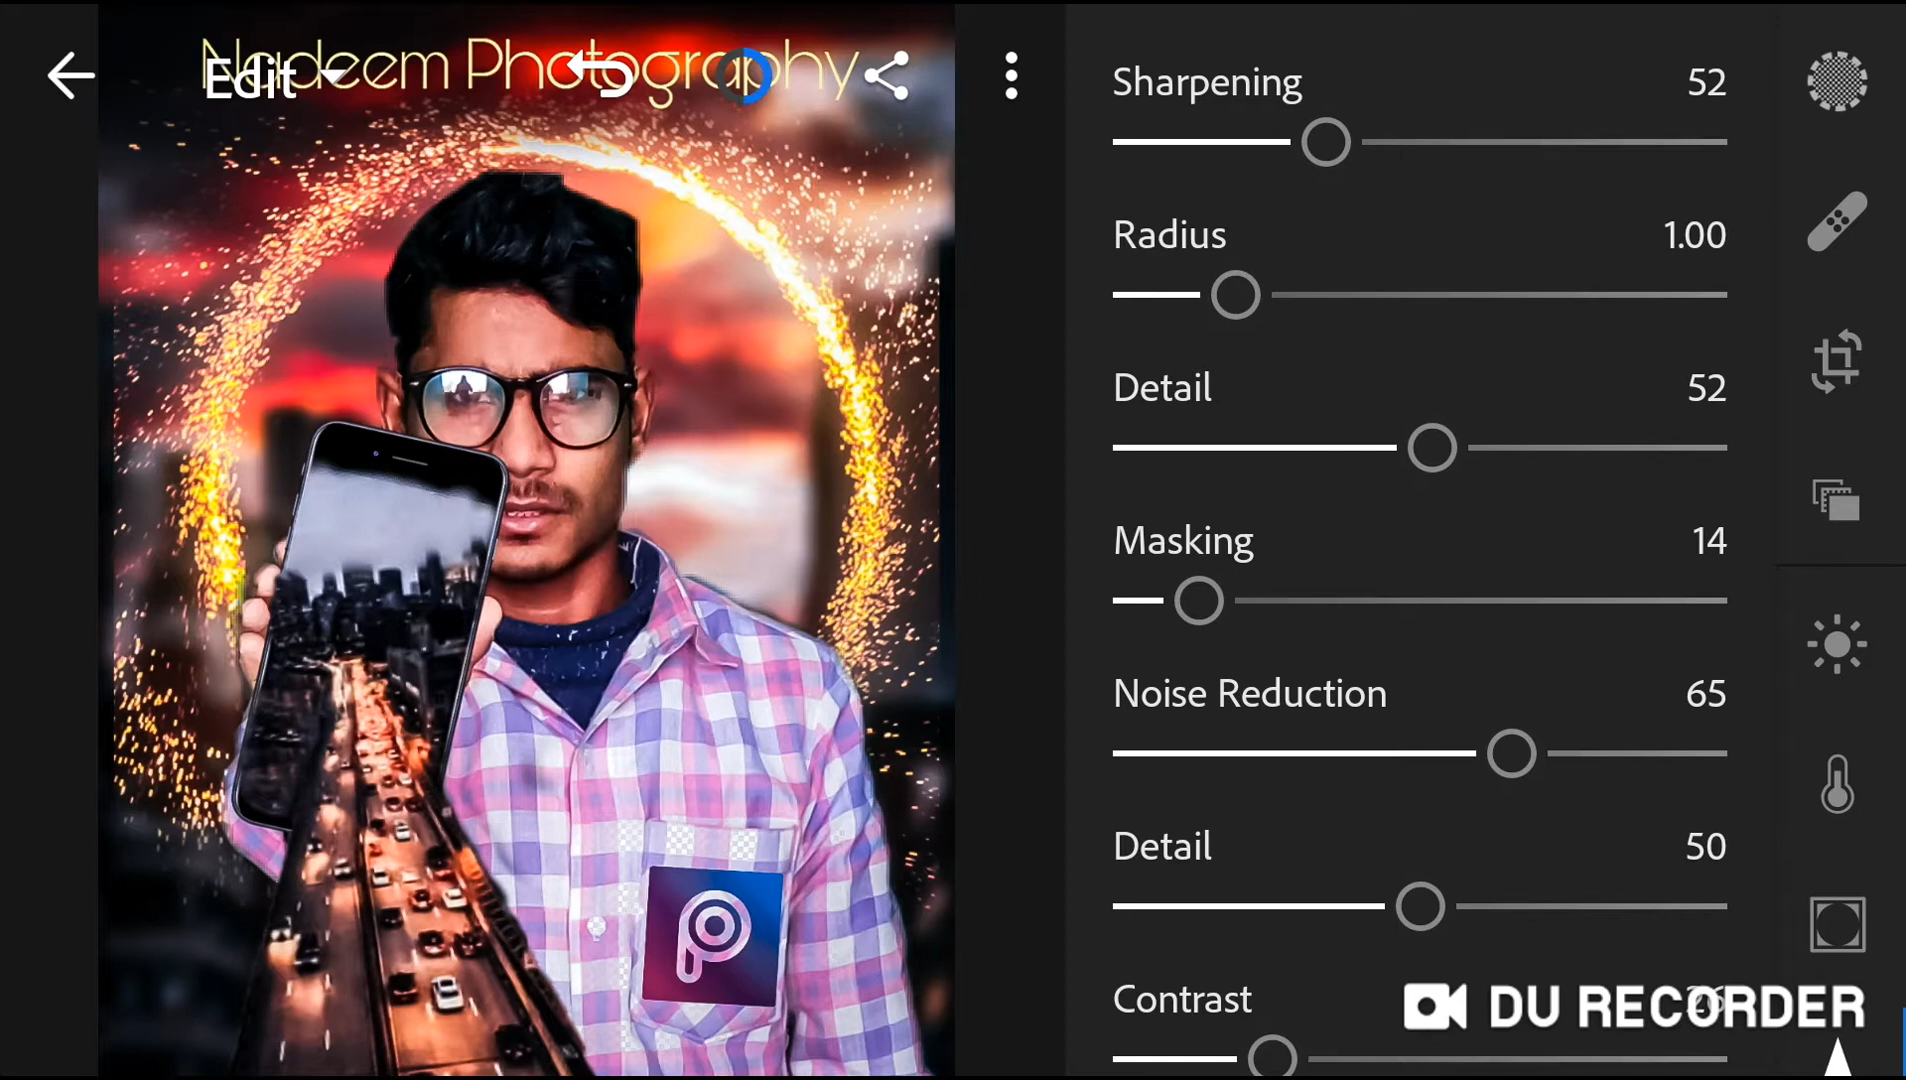 Nadeem Photography
Edit
Sharpening 52
Radius 1.00
Detail 52
Masking 14
Noise Reduction 65
Detail 50
Contrast 26
DU RECORDER